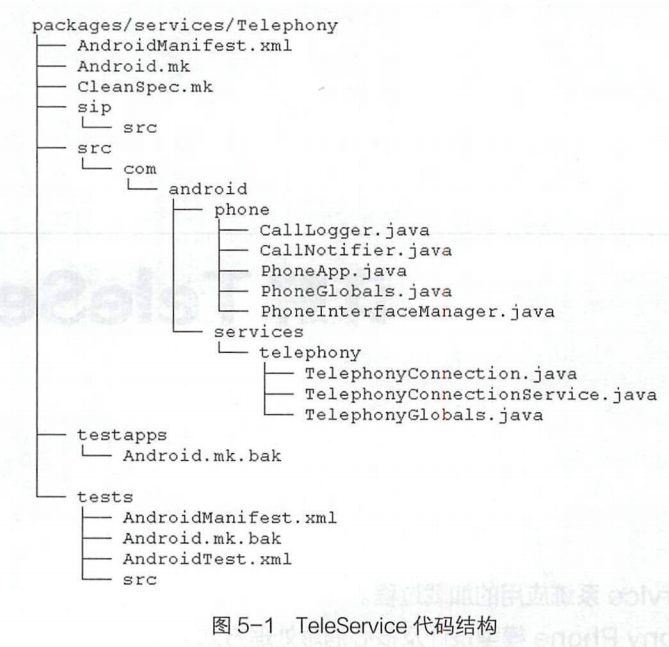 packages/services/Telephony
├── AndroidManifest.xml
├── Android.mk
├── CleanSpec.mk
├── sip
│   └── src
├── src
│   └── com
│       └── android
│           ├── phone
│           │   ├── CallLogger.java
│           │   ├── CallNotifier.java
│           │   ├── PhoneApp.java
│           │   ├── PhoneGlobals.java
│           │   └── PhoneInterfaceManager.java
│           └── services
│               └── telephony
│                   ├── TelephonyConnection.java
│                   ├── TelephonyConnectionService.java
│                   └── TelephonyGlobals.java
├── testapps
│   └── Android.mk.bak
└── tests
    ├── AndroidManifest.xml
    ├── Android.mk.bak
    ├── AndroidTest.xml
    └── src
图 5-1 TeleService 代码结构